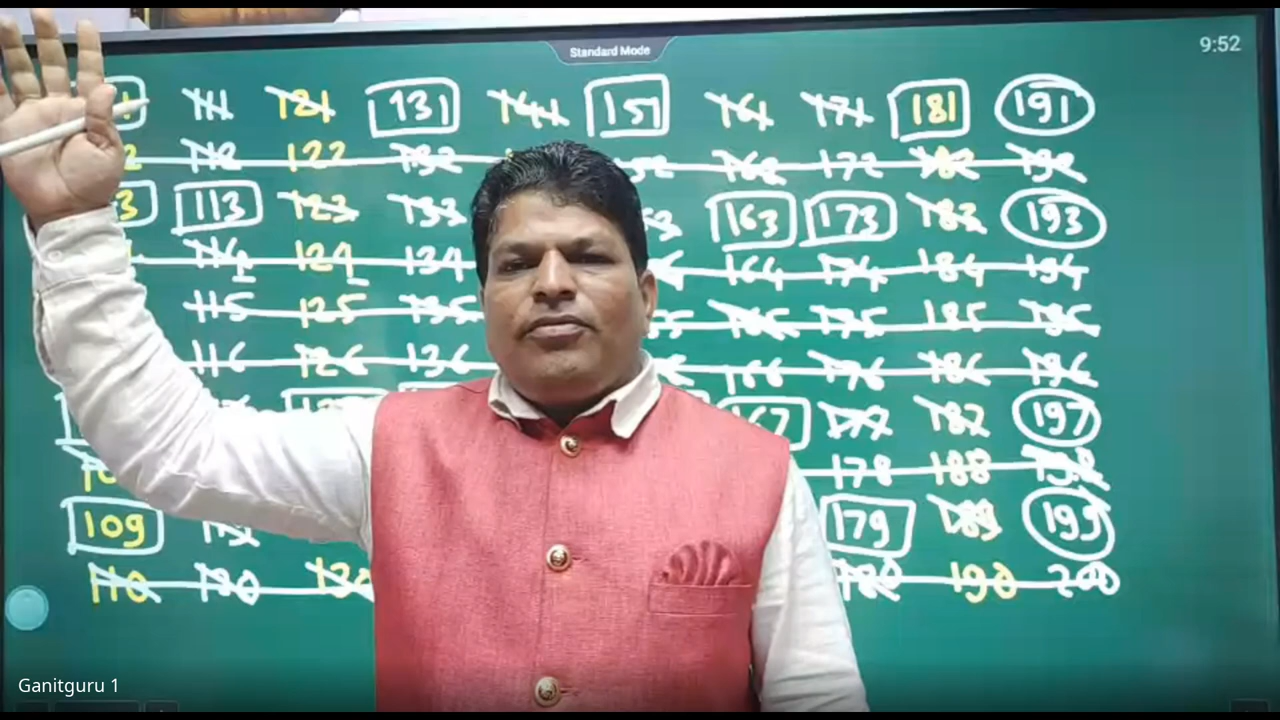 Standard Mode
9:52
111 121 131 141 151 161 171 181 191
112 122 132 162 172 182 192
113 123 133 163 173 183 193
114 124 134 164 174 184 194
115 125 135 165 175 185 195
116 126 136 166 176 186 196
177 187 197
178 188 198
109 179 189 199
110 120 130 180 190 200
Ganitguru 1